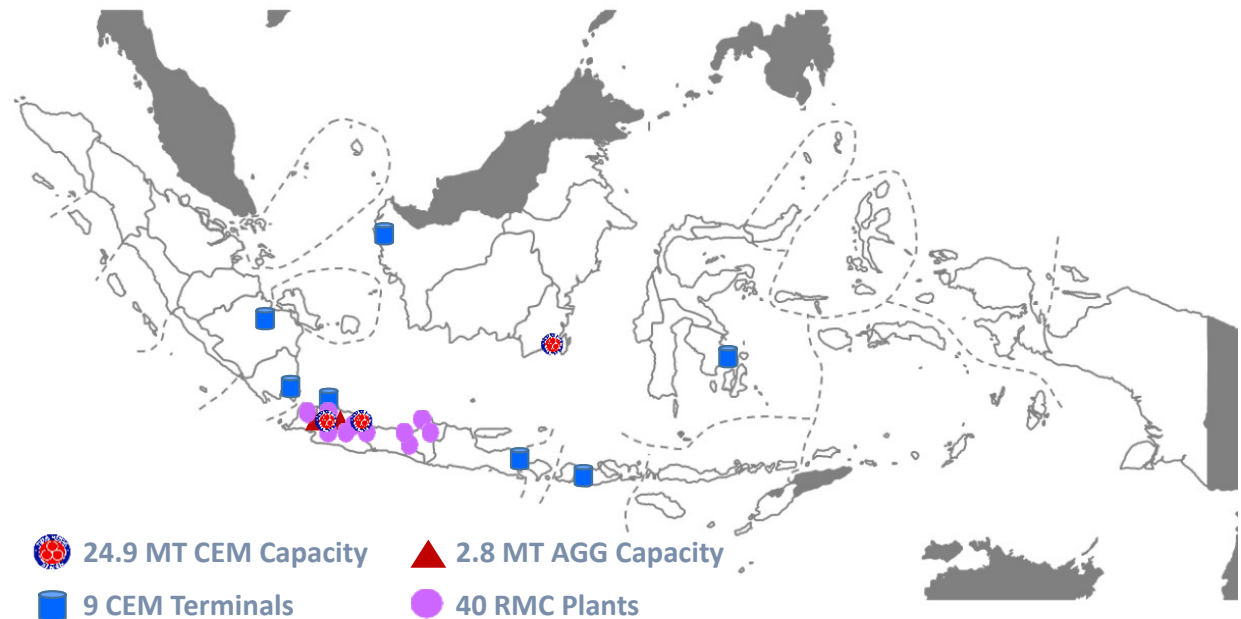 24.9 MT CEM Capacity
2.8 MT AGG Capacity
9 CEM Terminals
40 RMC Plants